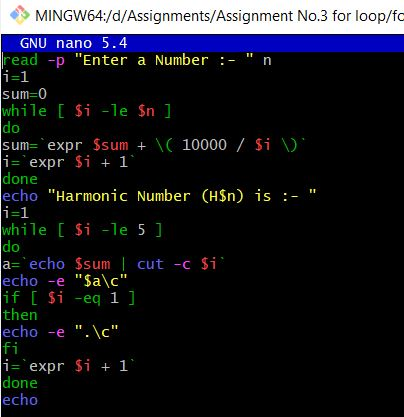 MINGW64:/d/Assignments/Assignment No.3 for loop/fo
GNU nano 5.4
read -p "Enter a Number :- " n
i=1
sum=0
while [ $i -le $n ]
do
sum=`expr $sum + \( 10000 / $i \)`
i=`expr $i + 1`
done
echo "Harmonic Number (H$n) is :- "
i=1
while [ $i -le 5 ]
do
a=`echo $sum | cut -c $i`
echo -e "$a\c"
if [ $i -eq 1 ]
then
echo -e ".\c"
fi
i=`expr $i + 1`
done
echo